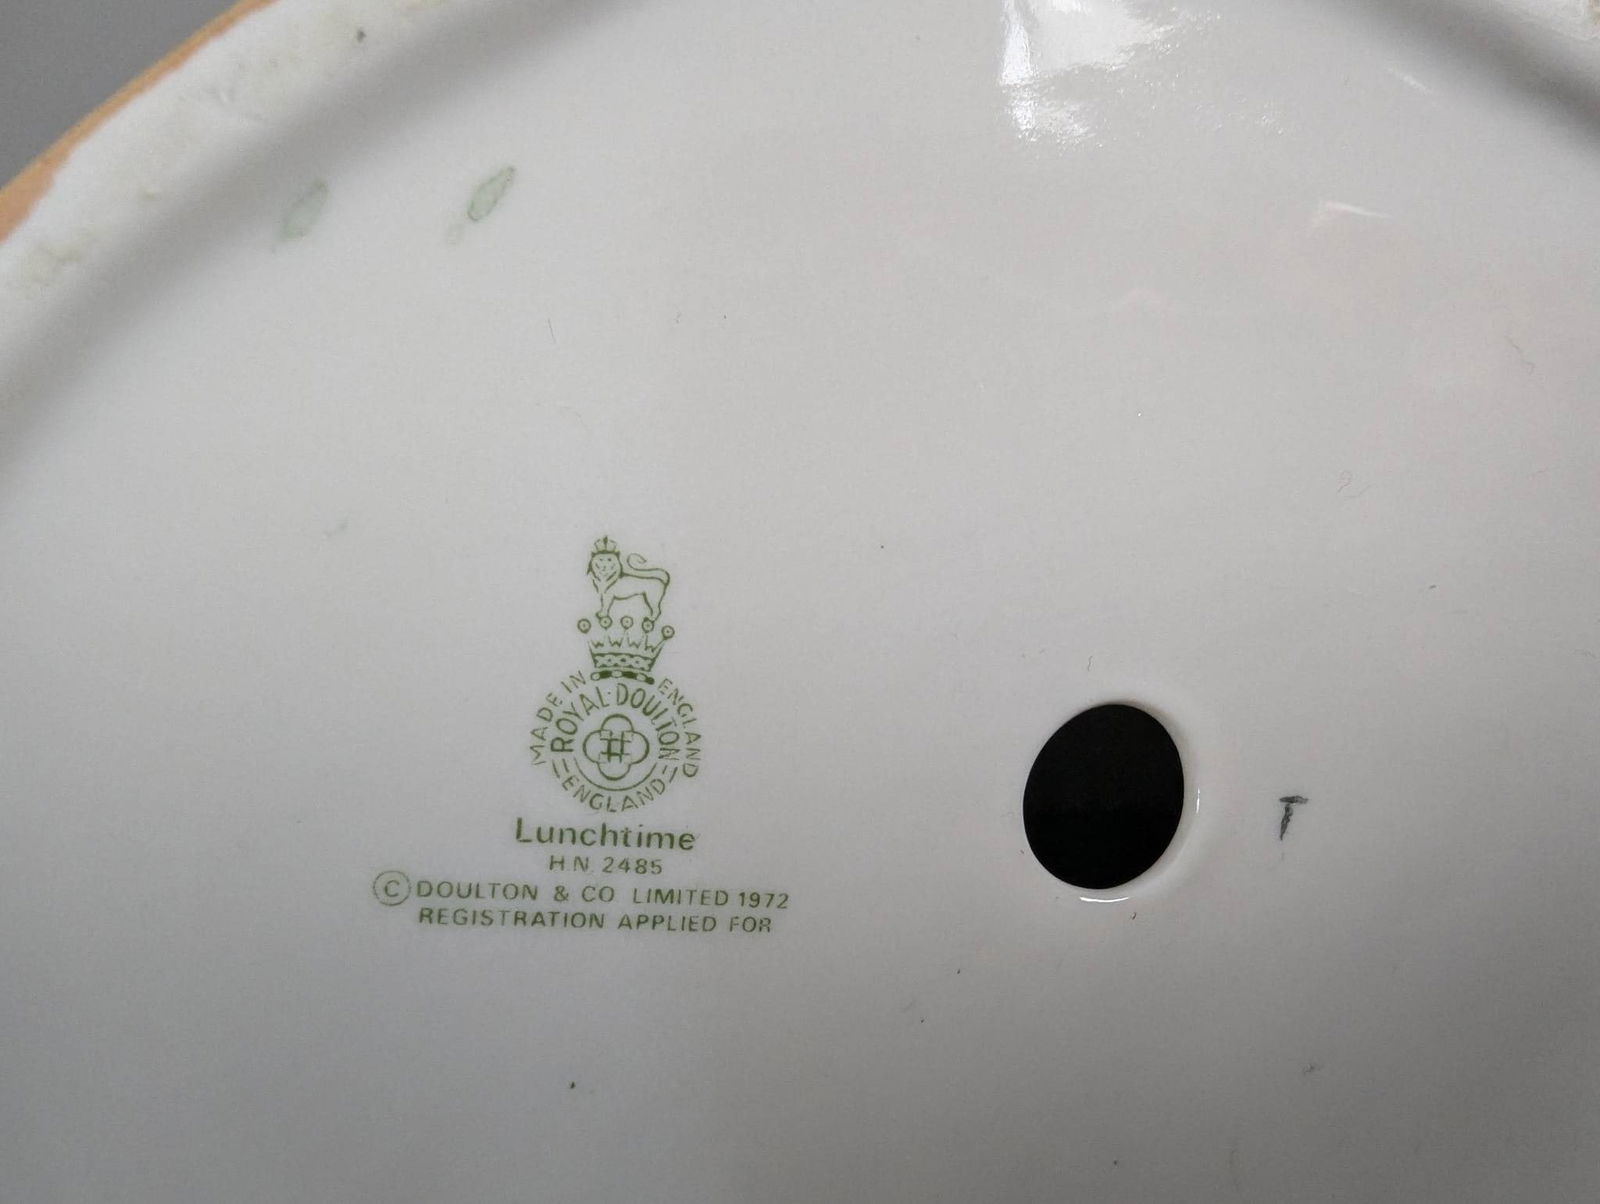 MADE IN ENGLAND
ROYAL·DOULTON
ENGLAND
Lunchtime
H.N. 2485
© DOULTON & CO LIMITED 1972
REGISTRATION APPLIED FOR
T